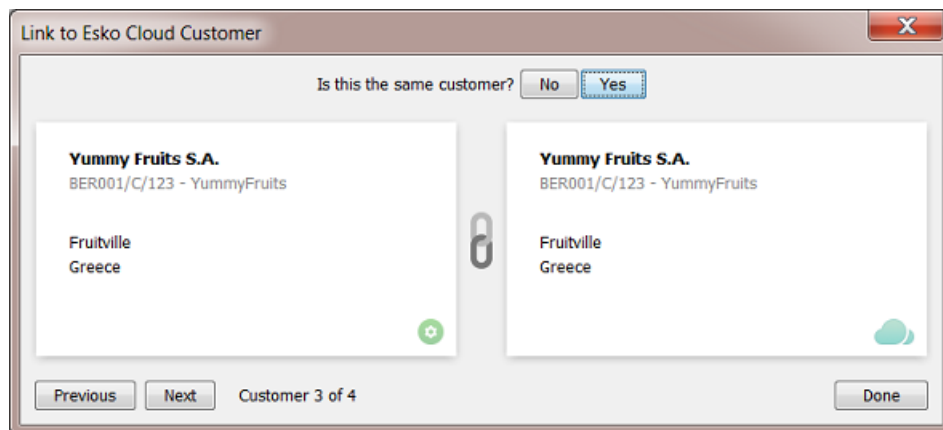 Link to Esko Cloud Customer
X
Is this the same customer? No Yes
Yummy Fruits S.A.
BER001/C/123 - YummyFruits
Fruitville
Greece
Yummy Fruits S.A.
BER001/C/123 - YummyFruits
Fruitville
Greece
Previous Next Customer 3 of 4 Done